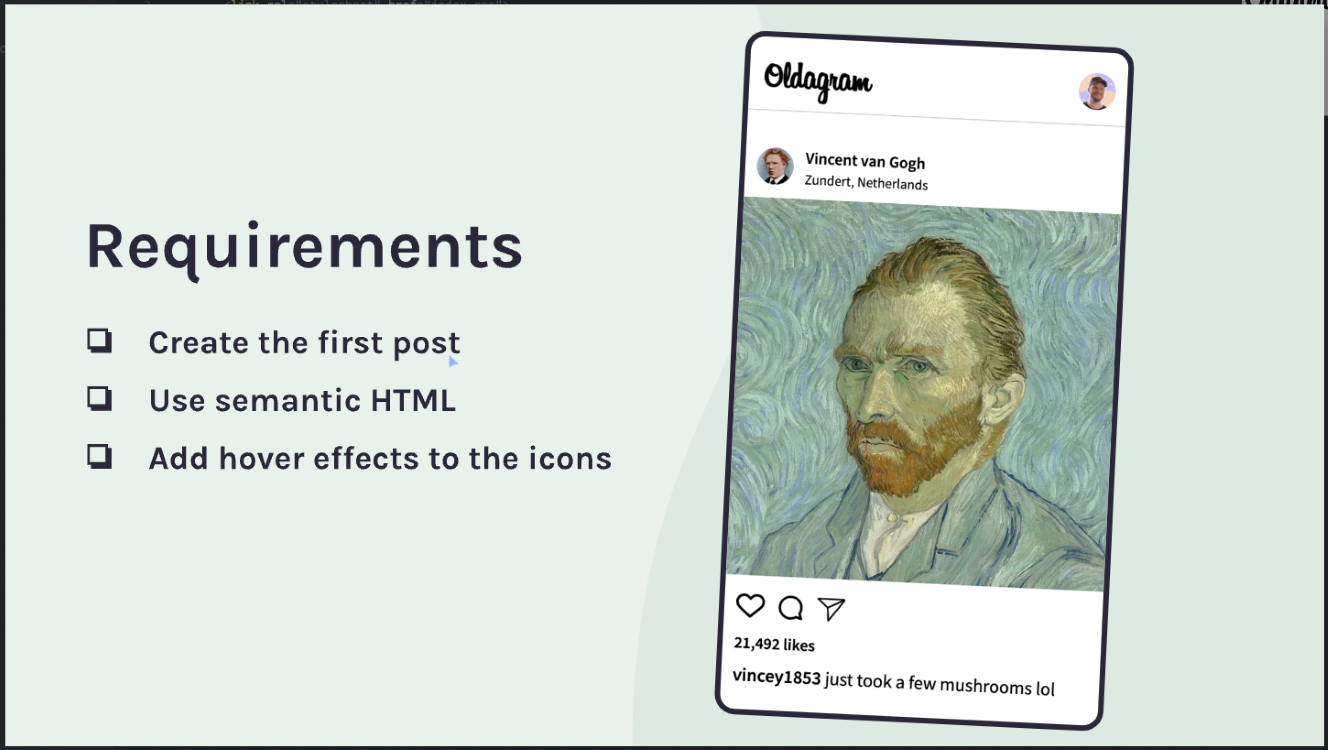 Requirements
Create the first post
Use semantic HTML
Add hover effects to the icons
Oldagram
Vincent van Gogh
Zundert, Netherlands
21,492 likes
vincey1853 just took a few mushrooms lol